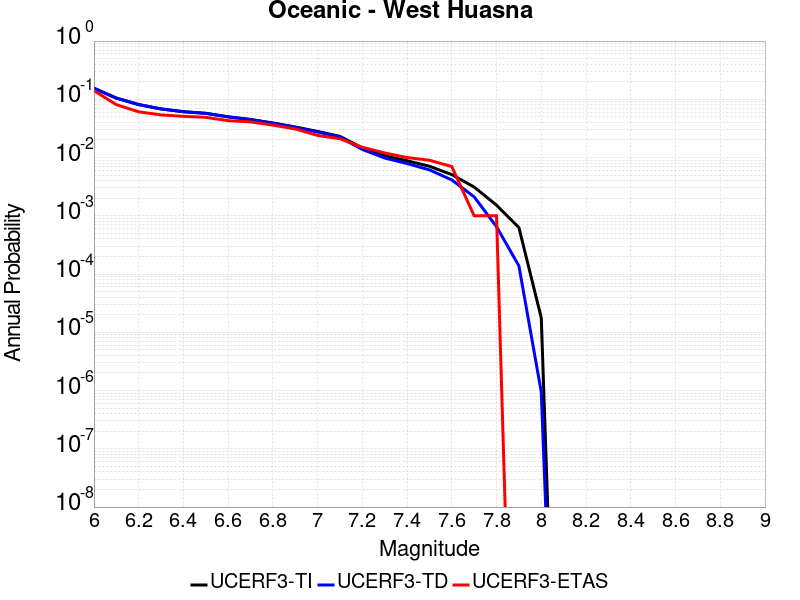 Oceanic - West Huasna
10^0
10^-1
10^-2
10^-3
10^-4
10^-5
10^-6
10^-7
10^-8
Annual Probability
6 6.2 6.4 6.6 6.8 7 7.2 7.4 7.6 7.8 8 8.2 8.4 8.6 8.8 9
Magnitude
UCERF3-TI UCERF3-TD UCERF3-ETAS